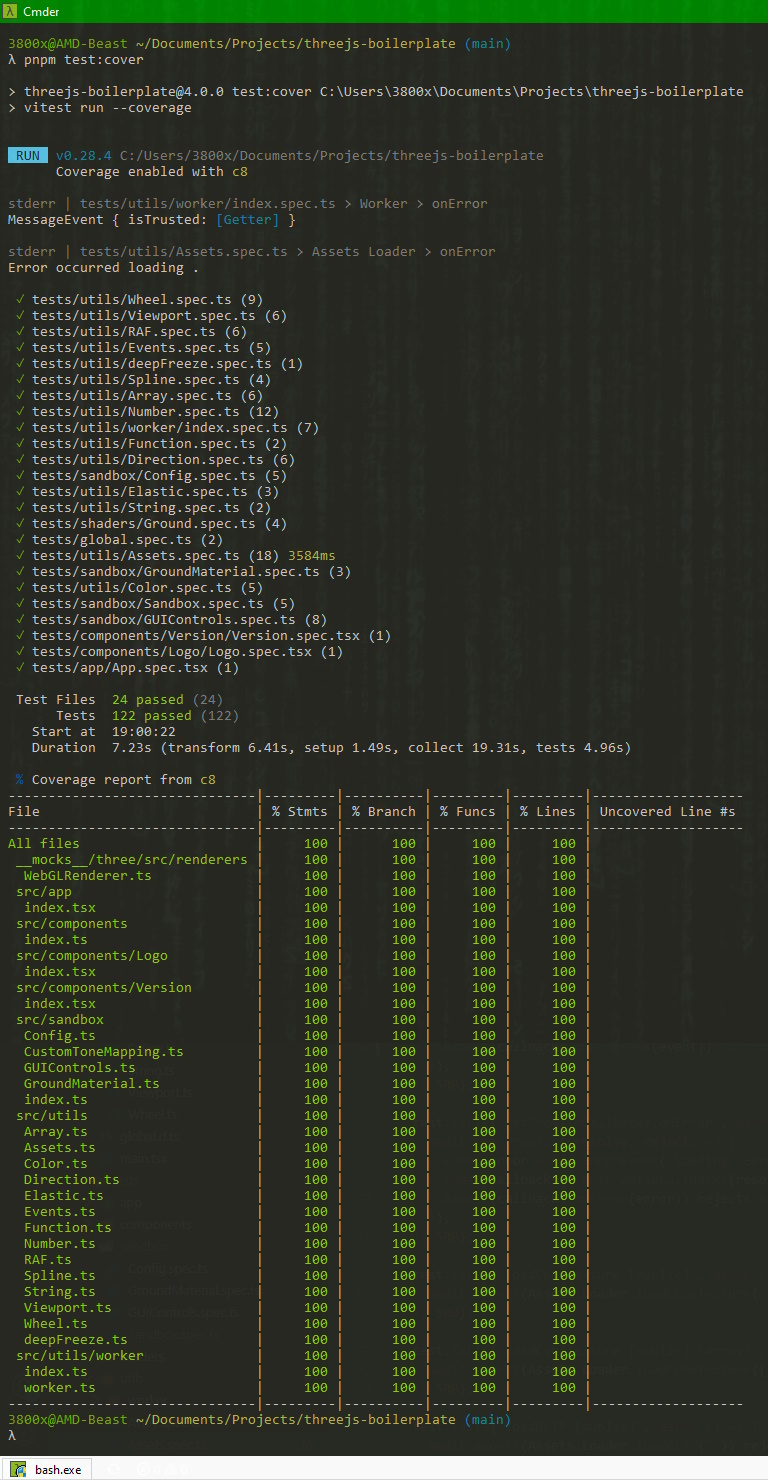 λ Cmder
3800x@AMD-Beast ~/Documents/Projects/threejs-boilerplate (main)
λ pnpm test:cover
> threejs-boilerplate@4.0.0 test:cover C:\Users\3800x\Documents\Projects\threejs-boilerplate
> vitest run --coverage
RUN v0.28.4 C:/Users/3800x/Documents/Projects/threejs-boilerplate
Coverage enabled with c8
stderr | tests/utils/worker/index.spec.ts > Worker > onError
MessageEvent { isTrusted: [Getter] }
stderr | tests/utils/Assets.spec.ts > Assets Loader > onError
Error occurred loading .
✓ tests/utils/Wheel.spec.ts (9)
✓ tests/utils/Viewport.spec.ts (6)
✓ tests/utils/RAF.spec.ts (6)
✓ tests/utils/Events.spec.ts (5)
✓ tests/utils/deepFreeze.spec.ts (1)
✓ tests/utils/Spline.spec.ts (4)
✓ tests/utils/Array.spec.ts (6)
✓ tests/utils/Number.spec.ts (12)
✓ tests/utils/worker/index.spec.ts (7)
✓ tests/utils/Function.spec.ts (2)
✓ tests/utils/Direction.spec.ts (6)
✓ tests/sandbox/Config.spec.ts (5)
✓ tests/utils/Elastic.spec.ts (3)
✓ tests/utils/String.spec.ts (2)
✓ tests/shaders/Ground.spec.ts (4)
✓ tests/global.spec.ts (2)
✓ tests/utils/Assets.spec.ts (18) 3584ms
✓ tests/sandbox/GroundMaterial.spec.ts (3)
✓ tests/utils/Color.spec.ts (5)
✓ tests/sandbox/Sandbox.spec.ts (5)
✓ tests/sandbox/GUIControls.spec.ts (8)
✓ tests/components/Version/Version.spec.tsx (1)
✓ tests/components/Logo/Logo.spec.tsx (1)
✓ tests/app/App.spec.tsx (1)
Test Files 24 passed (24)
Tests 122 passed (122)
Start at 19:00:22
Duration 7.23s (transform 6.41s, setup 1.49s, collect 19.31s, tests 4.96s)
% Coverage report from c8
-------------------------------|---------|----------|---------|---------|-------------------
File | % Stmts | % Branch | % Funcs | % Lines | Uncovered Line #s
-------------------------------|---------|----------|---------|---------|-------------------
All files | 100 | 100 | 100 | 100 |
__mocks__/three/src/renderers | 100 | 100 | 100 | 100 |
WebGLRenderer.ts | 100 | 100 | 100 | 100 |
src/app | 100 | 100 | 100 | 100 |
index.tsx | 100 | 100 | 100 | 100 |
src/components | 100 | 100 | 100 | 100 |
index.ts | 100 | 100 | 100 | 100 |
src/components/Logo | 100 | 100 | 100 | 100 |
index.tsx | 100 | 100 | 100 | 100 |
src/components/Version | 100 | 100 | 100 | 100 |
index.tsx | 100 | 100 | 100 | 100 |
src/sandbox | 100 | 100 | 100 | 100 |
Config.ts | 100 | 100 | 100 | 100 |
CustomToneMapping.ts | 100 | 100 | 100 | 100 |
GUIControls.ts | 100 | 100 | 100 | 100 |
GroundMaterial.ts | 100 | 100 | 100 | 100 |
index.ts | 100 | 100 | 100 | 100 |
src/utils | 100 | 100 | 100 | 100 |
Array.ts | 100 | 100 | 100 | 100 |
Assets.ts | 100 | 100 | 100 | 100 |
Color.ts | 100 | 100 | 100 | 100 |
Direction.ts | 100 | 100 | 100 | 100 |
Elastic.ts | 100 | 100 | 100 | 100 |
Events.ts | 100 | 100 | 100 | 100 |
Function.ts | 100 | 100 | 100 | 100 |
Number.ts | 100 | 100 | 100 | 100 |
RAF.ts | 100 | 100 | 100 | 100 |
Spline.ts | 100 | 100 | 100 | 100 |
String.ts | 100 | 100 | 100 | 100 |
Viewport.ts | 100 | 100 | 100 | 100 |
Wheel.ts | 100 | 100 | 100 | 100 |
deepFreeze.ts | 100 | 100 | 100 | 100 |
src/utils/worker | 100 | 100 | 100 | 100 |
index.ts | 100 | 100 | 100 | 100 |
worker.ts | 100 | 100 | 100 | 100 |
-------------------------------|---------|----------|---------|---------|-------------------
3800x@AMD-Beast ~/Documents/Projects/threejs-boilerplate (main)
λ
bash.exe